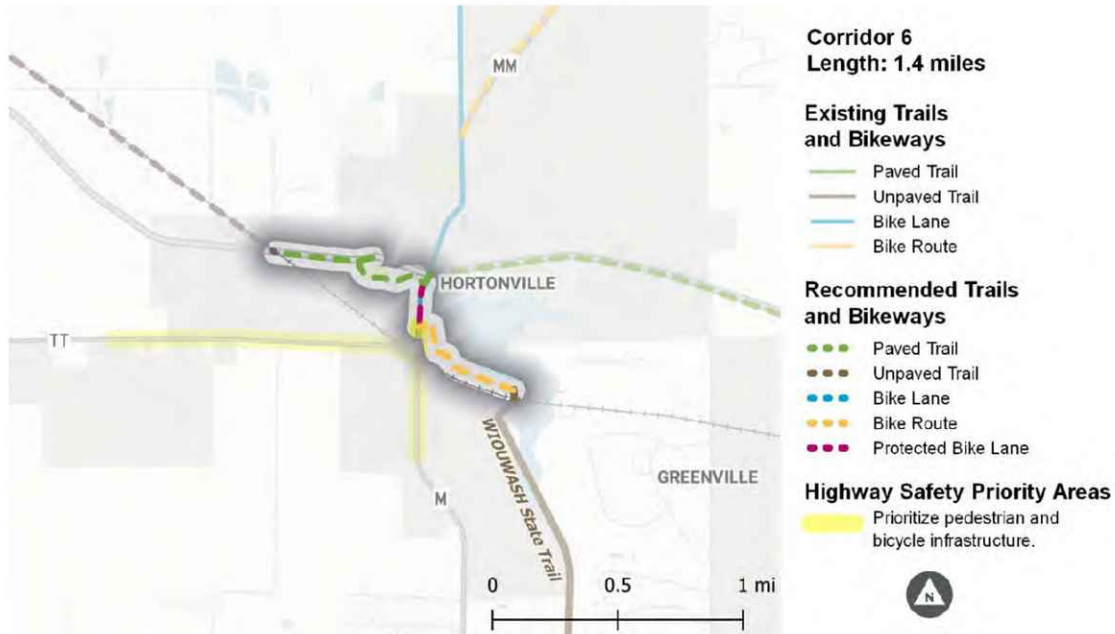 MM
HORTONVILLE
TT
WIOUWASH State Trail
GREENVILLE
M
0 0.5 1 mi
Corridor 6
Length: 1.4 miles
Existing Trails
and Bikeways
Paved Trail
Unpaved Trail
Bike Lane
Bike Route
Recommended Trails
and Bikeways
Paved Trail
Unpaved Trail
Bike Lane
Bike Route
Protected Bike Lane
Highway Safety Priority Areas
Prioritize pedestrian and
bicycle infrastructure.
N